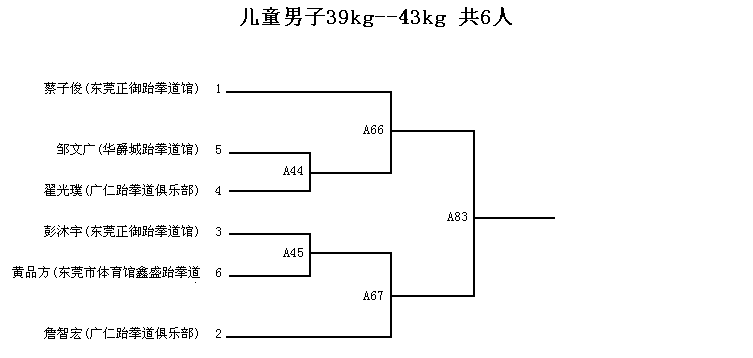 儿童男子39kg--43kg 共6人
蔡子俊(东莞正御跆拳道馆) 1
A66
邹文广(华爵城跆拳道馆) 5
A44
翟光璞(广仁跆拳道俱乐部) 4
A83
彭沐宇(东莞正御跆拳道馆) 3
A45
黄品方(东莞市体育馆鑫盛跆拳道 6
A67
詹智宏(广仁跆拳道俱乐部) 2